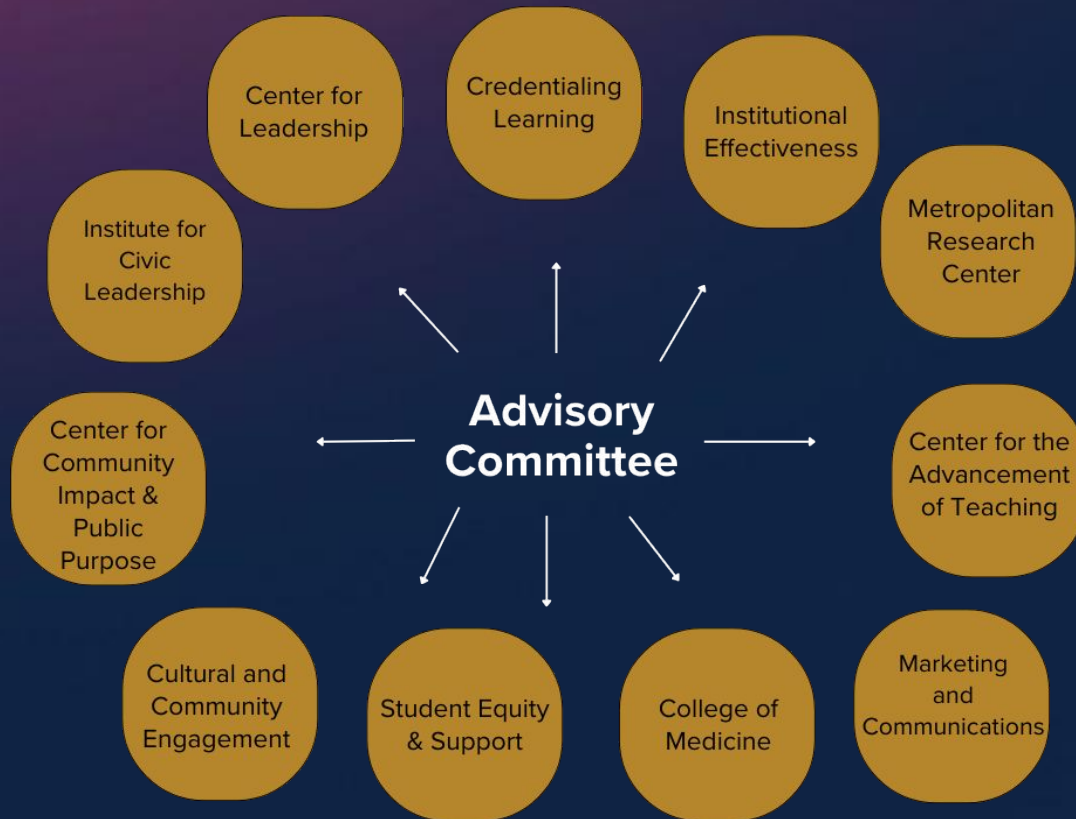 Center for
Leadership
Credentialing
Learning
Institutional
Effectiveness
Metropolitan
Research
Center
Institute for
Civic
Leadership
Advisory
Committee
Center for
Community
Impact &
Public
Purpose
Center for the
Advancement
of Teaching
Cultural and
Community
Engagement
Student Equity
& Support
College of
Medicine
Marketing
and
Communications